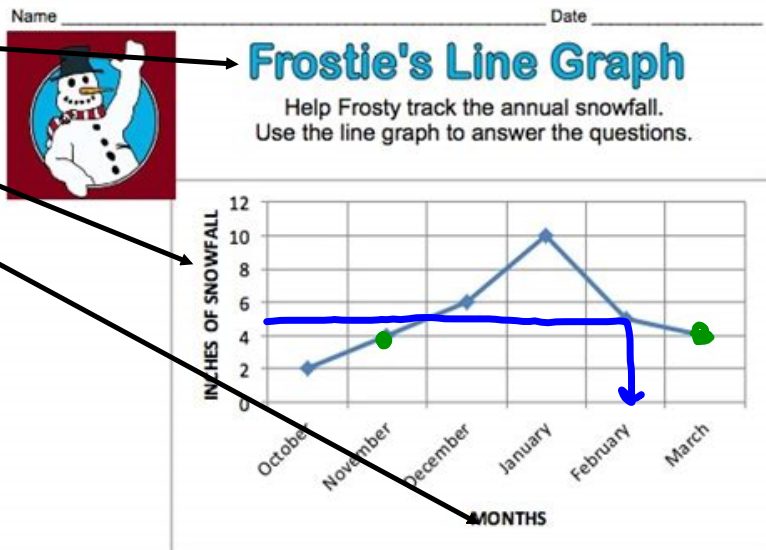 Name Date
Frostie's Line Graph
Help Frosty track the annual snowfall.
Use the line graph to answer the questions.
INCHES OF SNOWFALL
12
10
8
6
4
2
0
October November December January February March
MONTHS